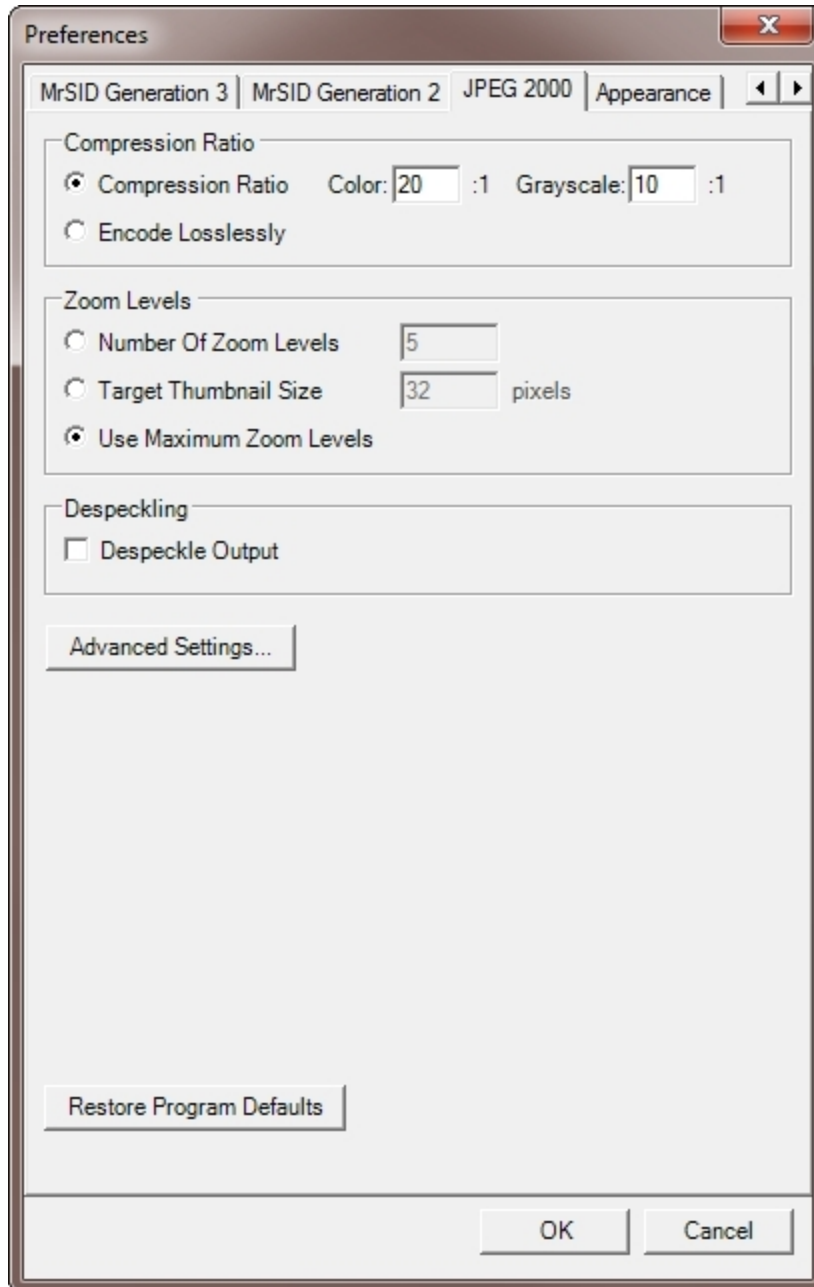 Preferences
MrSID Generation 3 MrSID Generation 2 JPEG 2000 Appearance
Compression Ratio
Compression Ratio Color: 20 :1 Grayscale: 10 :1
Encode Losslessly
Zoom Levels
Number Of Zoom Levels 5
Target Thumbnail Size 32 pixels
Use Maximum Zoom Levels
Despeckling
Despeckle Output
Advanced Settings...
Restore Program Defaults
OK Cancel